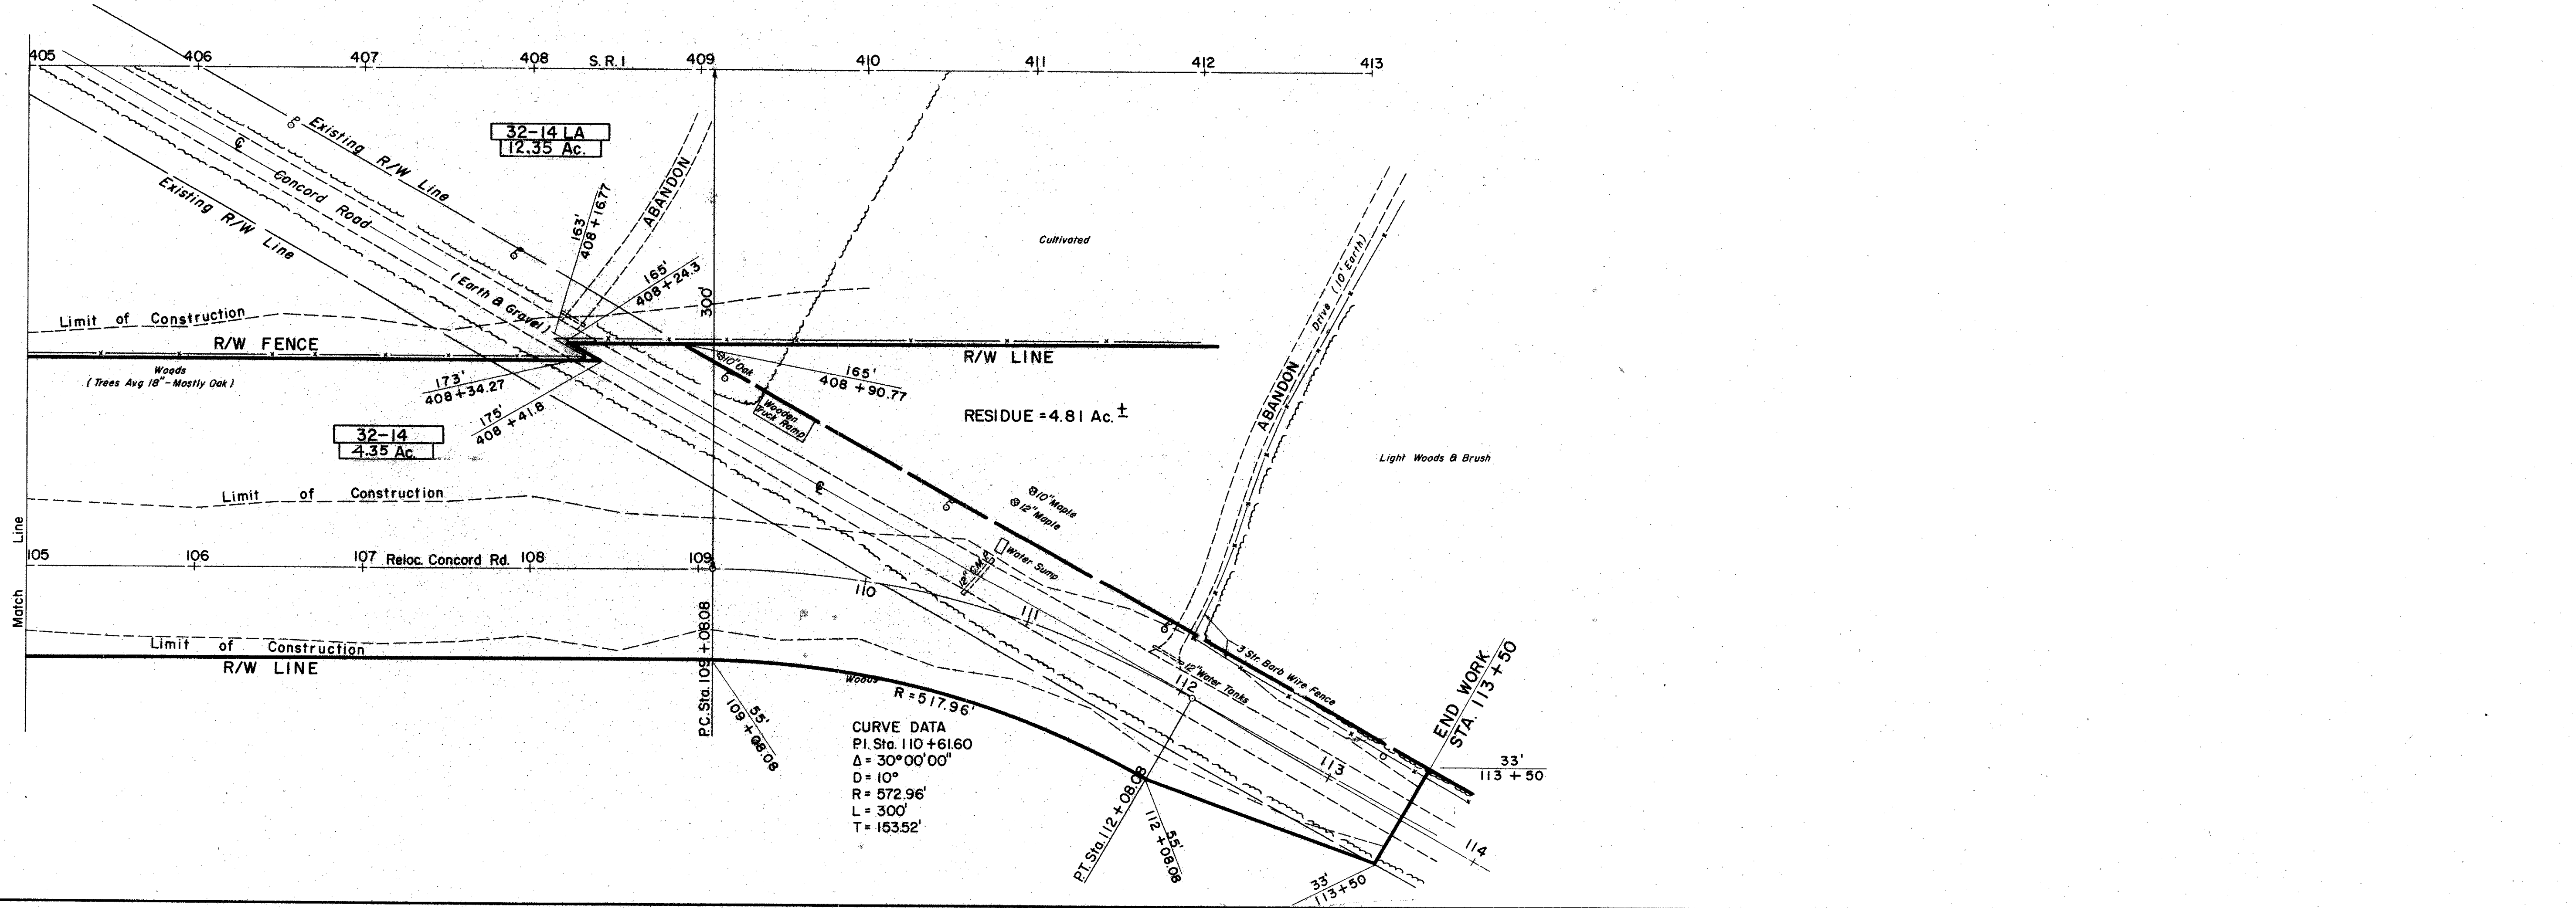 405 406 407 408 S.R.1 409 410 411 412 413
32-14 LA
12.35 Ac.
P Existing R/W Line
℄
Concord Road
Existing R/W Line
(Earth & Gravel)
163'
408+16.77
ABANDON
165'
408+24.3
300'
Cultivated
Drive (10' Earth)
ABANDON
Limit of Construction
R/W FENCE
R/W LINE
Woods
(Trees Avg 18"-Mostly Oak)
173'
408+34.27
175'
408+41.8
10" Oak
165'
408+90.77
Wooden
Truck Ramp
RESIDUE = 4.81 Ac. ±
32-14
4.35 Ac.
Light Woods & Brush
Limit of Construction
℄
10" Maple
12" Maple
Water Sump
12" C.M.P.
Match Line
105 106 107 Reloc. Concord Rd. 108 109 110 111 112 113 114
P.C. Sta. 109+08.08
Limit of Construction
R/W LINE
Woods
R=517.96'
55'
109+08.08
12" Water Tanks
3 Str. Barb Wire Fence
END WORK
STA. 113+50
33'
113+50
CURVE DATA
P.I. Sta. 110+61.60
Δ = 30°00'00"
D = 10°
R = 572.96'
L = 300'
T = 153.52'
P.T. Sta. 112+08.08
55'
112+08.08
33'
113+50